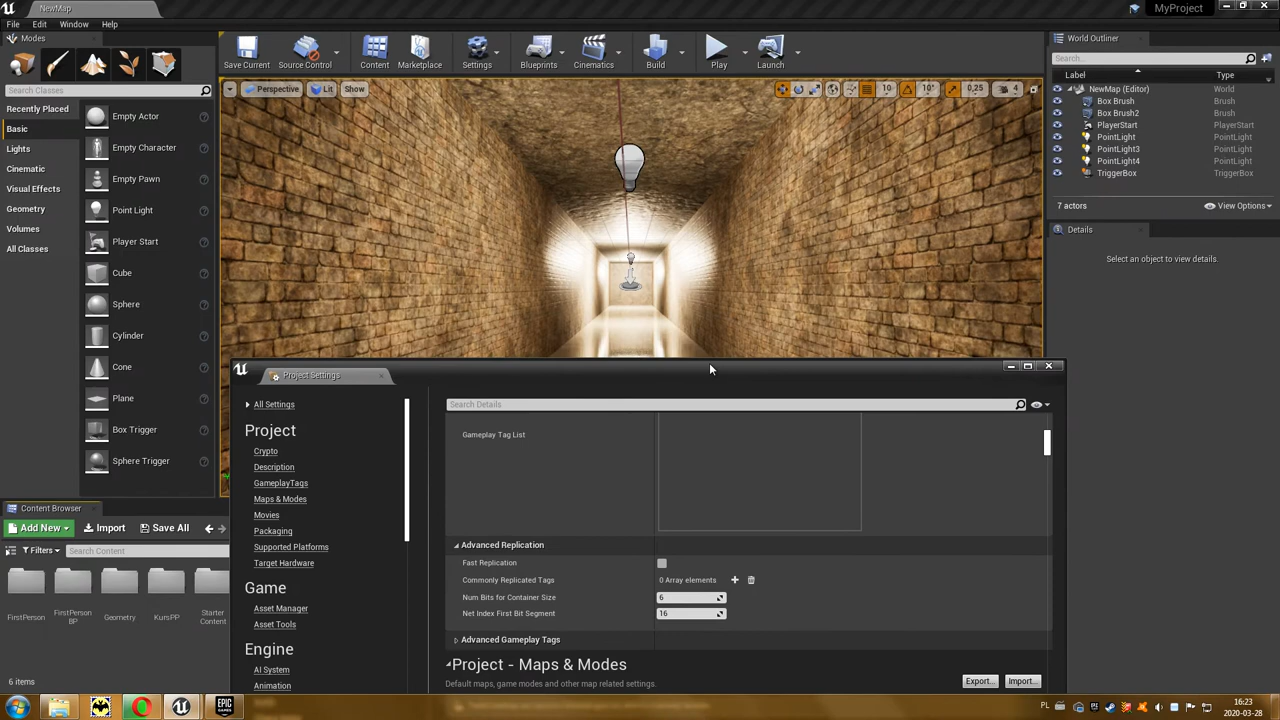 NewMap
MyProject
File Edit Window Help
Modes
Search Classes
Recently Placed
Basic
Lights
Cinematic
Visual Effects
Geometry
Volumes
All Classes
Empty Actor
Empty Character
Empty Pawn
Point Light
Player Start
Cube
Sphere
Cylinder
Cone
Plane
Box Trigger
Sphere Trigger
Save Current Source Control Content Marketplace Settings Blueprints Cinematics Build Play Launch
Perspective Lit Show 10 10° 0,25 4
World Outliner
Search...
Label Type
NewMap (Editor) World
Box Brush Brush
Box Brush2 Brush
PlayerStart PlayerStart
PointLight PointLight
PointLight3 PointLight
PointLight4 PointLight
TriggerBox TriggerBox
7 actors View Options
Details
Select an object to view details.
Content Browser
Add New Import Save All
Filters Search Content
FirstPerson
FirstPerson
BP
Geometry
KursPP
Starter
Content
6 items
Project Settings
All Settings
Project
Crypto
Description
GameplayTags
Maps & Modes
Movies
Packaging
Supported Platforms
Target Hardware
Game
Asset Manager
Asset Tools
Engine
AI System
Animation
Search Details
Gameplay Tag List
Advanced Replication
Fast Replication
Commonly Replicated Tags 0 Array elements
Num Bits for Container Size 6
Net Index First Bit Segment 16
Advanced Gameplay Tags
Project - Maps & Modes
Default maps, game modes and other map related settings.
Export... Import...
EPIC
GAMES
PL
16:23
2020-03-28